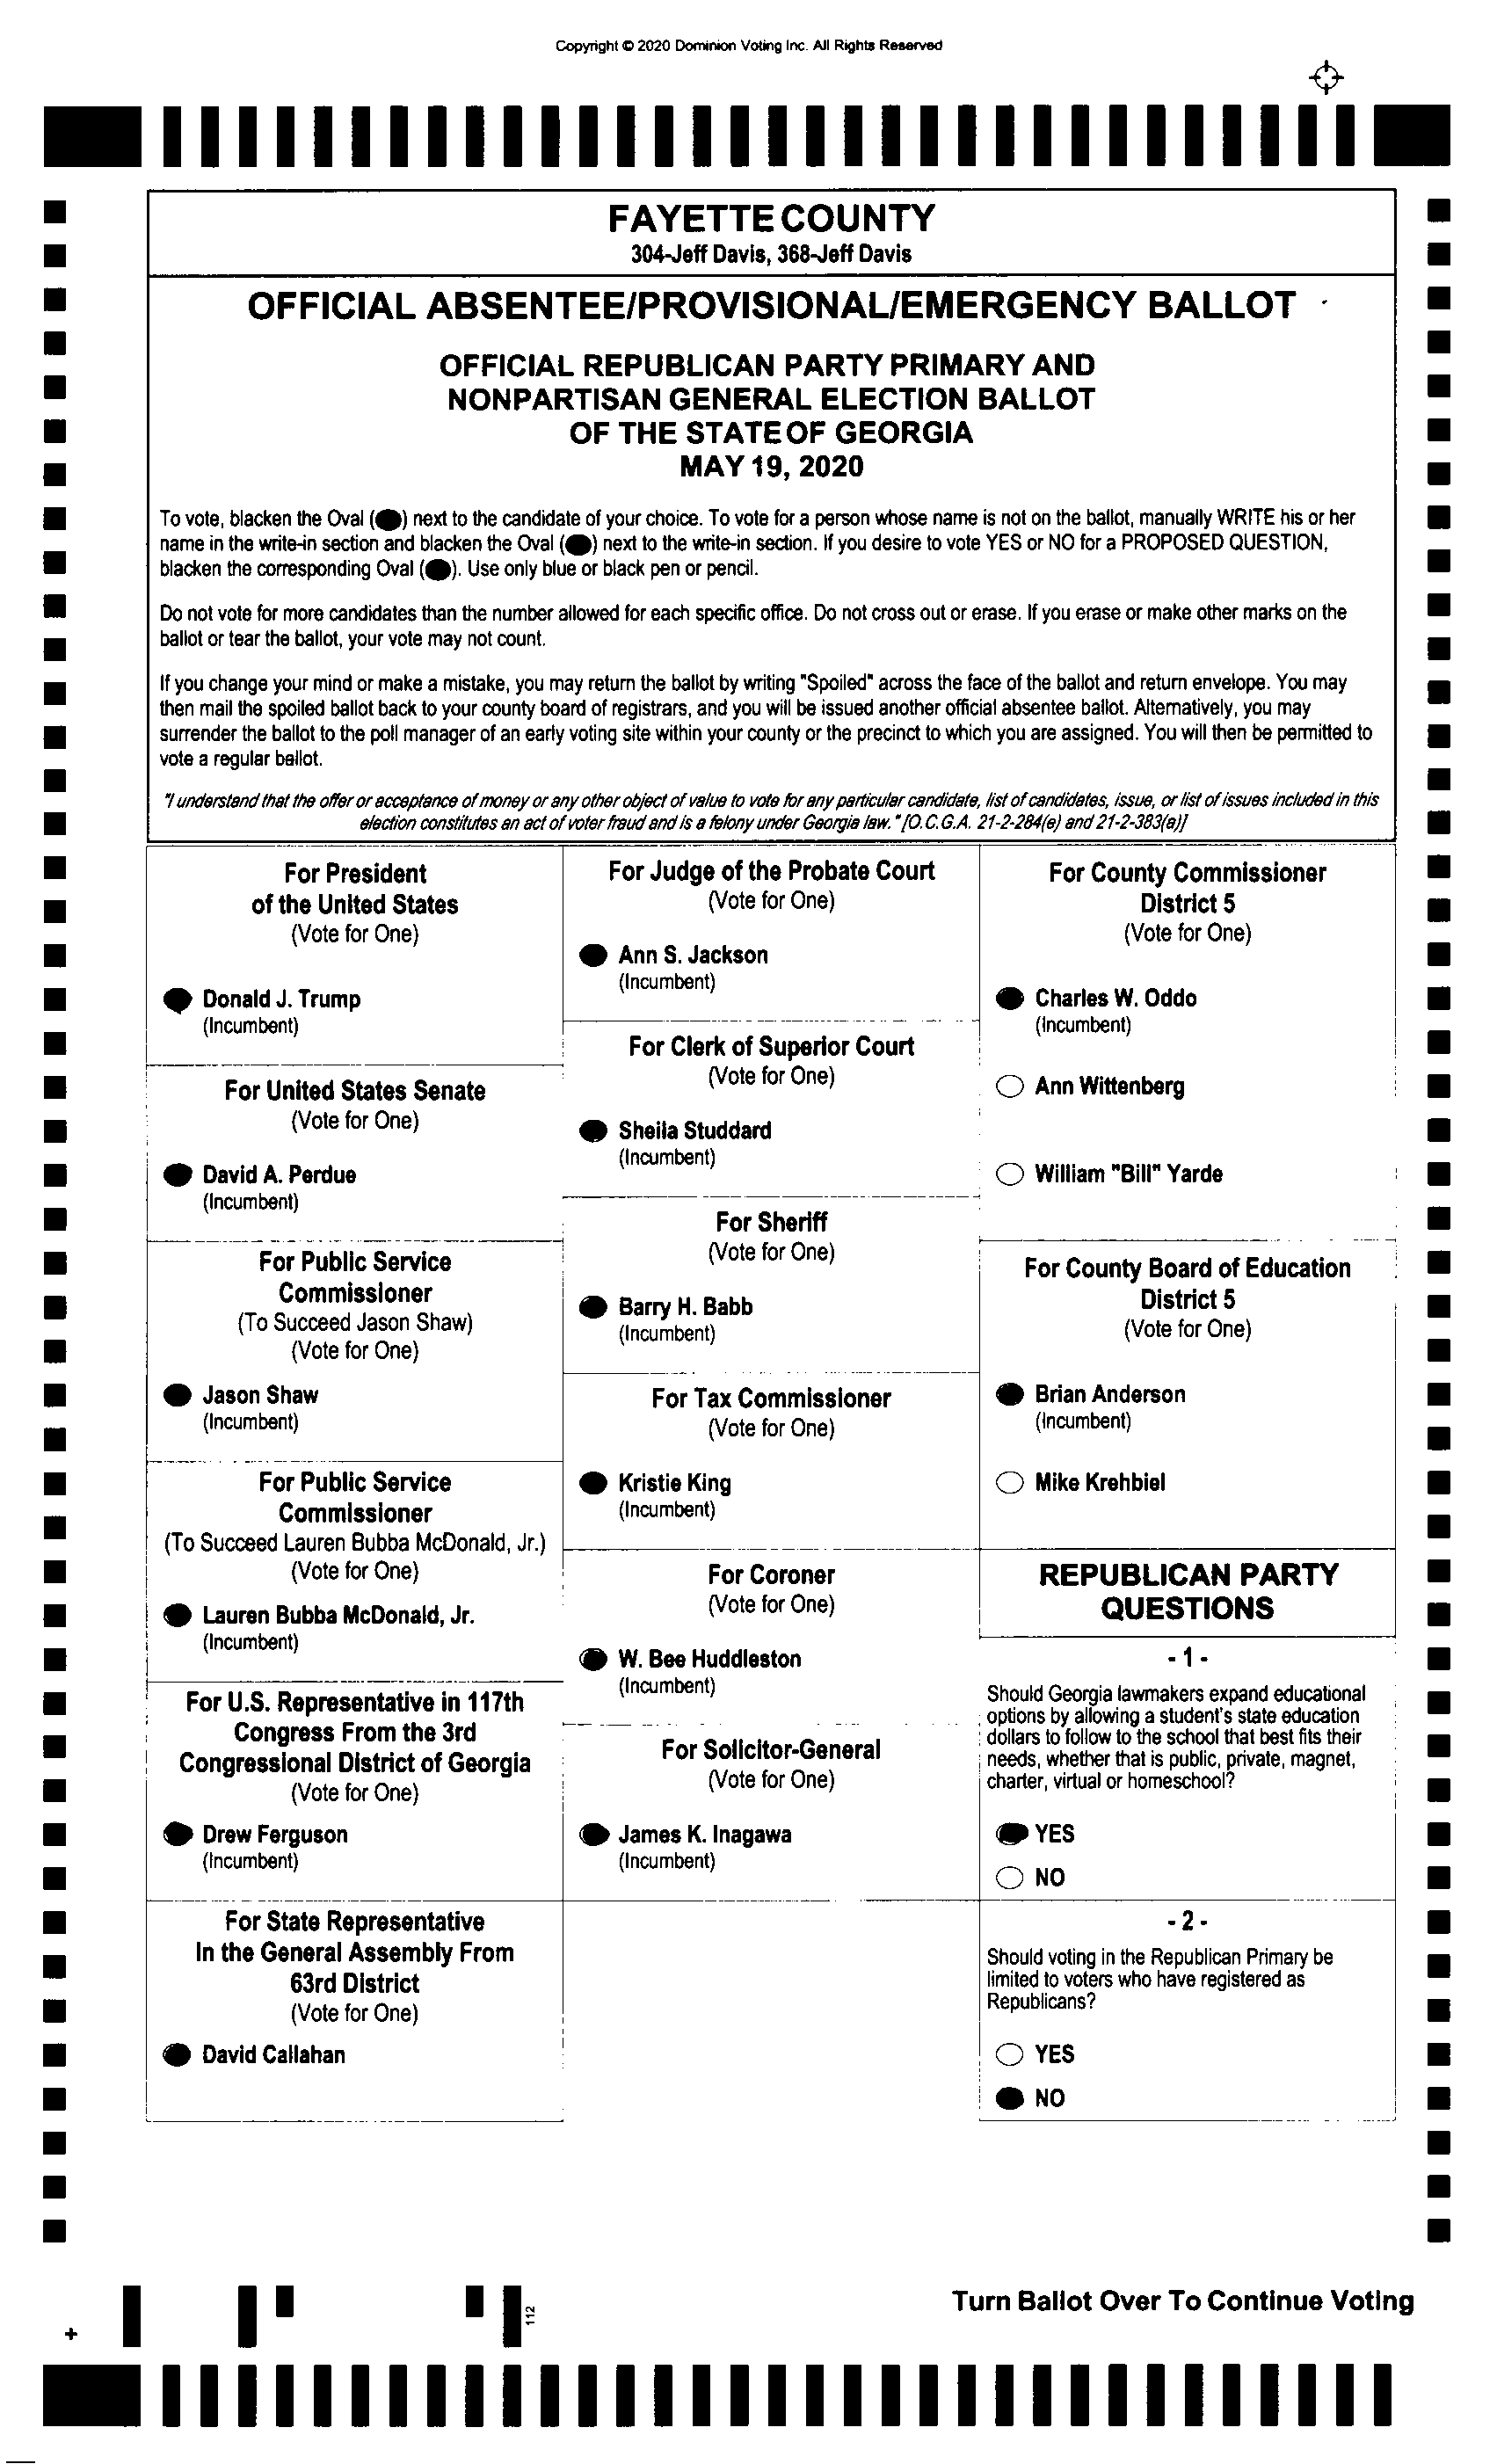 Copyright © 2020 Dominion Voting Inc. All Rights Reserved
FAYETTE COUNTY
304-Jeff Davis, 368-Jeff Davis
OFFICIAL ABSENTEE/PROVISIONAL/EMERGENCY BALLOT
OFFICIAL REPUBLICAN PARTY PRIMARY AND
NONPARTISAN GENERAL ELECTION BALLOT
OF THE STATE OF GEORGIA
MAY 19, 2020
To vote, blacken the Oval (⬬) next to the candidate of your choice. To vote for a person whose name is not on the ballot, manually WRITE his or her
name in the write-in section and blacken the Oval (⬬) next to the write-in section. If you desire to vote YES or NO for a PROPOSED QUESTION,
blacken the corresponding Oval (⬬). Use only blue or black pen or pencil.
Do not vote for more candidates than the number allowed for each specific office. Do not cross out or erase. If you erase or make other marks on the
ballot or tear the ballot, your vote may not count.
If you change your mind or make a mistake, you may return the ballot by writing "Spoiled" across the face of the ballot and return envelope. You may
then mail the spoiled ballot back to your county board of registrars, and you will be issued another official absentee ballot. Alternatively, you may
surrender the ballot to the poll manager of an early voting site within your county or the precinct to which you are assigned. You will then be permitted to
vote a regular ballot.
"I understand that the offer or acceptance of money or any other object of value to vote for any particular candidate, list of candidates, issue, or list of issues included in this
election constitutes an act of voter fraud and is a felony under Georgia law." [O.C.G.A. 21-2-284(e) and 21-2-383(a)]
For President
of the United States
(Vote for One)
Donald J. Trump
(Incumbent)
For United States Senate
(Vote for One)
David A. Perdue
(Incumbent)
For Public Service
Commissioner
(To Succeed Jason Shaw)
(Vote for One)
Jason Shaw
(Incumbent)
For Public Service
Commissioner
(To Succeed Lauren Bubba McDonald, Jr.)
(Vote for One)
Lauren Bubba McDonald, Jr.
(Incumbent)
For U.S. Representative in 117th
Congress From the 3rd
Congressional District of Georgia
(Vote for One)
Drew Ferguson
(Incumbent)
For State Representative
In the General Assembly From
63rd District
(Vote for One)
David Callahan
For Judge of the Probate Court
(Vote for One)
Ann S. Jackson
(Incumbent)
For Clerk of Superior Court
(Vote for One)
Sheila Studdard
(Incumbent)
For Sheriff
(Vote for One)
Barry H. Babb
(Incumbent)
For Tax Commissioner
(Vote for One)
Kristie King
(Incumbent)
For Coroner
(Vote for One)
W. Bee Huddleston
(Incumbent)
For Solicitor-General
(Vote for One)
James K. Inagawa
(Incumbent)
For County Commissioner
District 5
(Vote for One)
Charles W. Oddo
(Incumbent)
Ann Wittenberg
William "Bill" Yarde
For County Board of Education
District 5
(Vote for One)
Brian Anderson
(Incumbent)
Mike Krehbiel
REPUBLICAN PARTY
QUESTIONS
- 1 -
Should Georgia lawmakers expand educational
options by allowing a student's state education
dollars to follow to the school that best fits their
needs, whether that is public, private, magnet,
charter, virtual or homeschool?
YES
NO
- 2 -
Should voting in the Republican Primary be
limited to voters who have registered as
Republicans?
YES
NO
112
Turn Ballot Over To Continue Voting